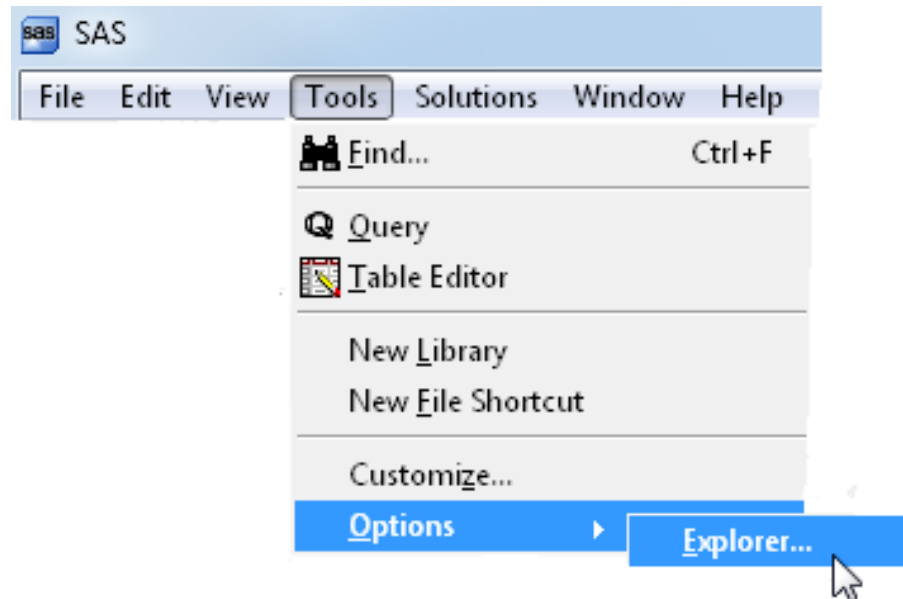 sas SAS
File Edit View Tools Solutions Window Help
Find... Ctrl+F
Query
Table Editor
New Library
New File Shortcut
Customize...
Options Explorer...